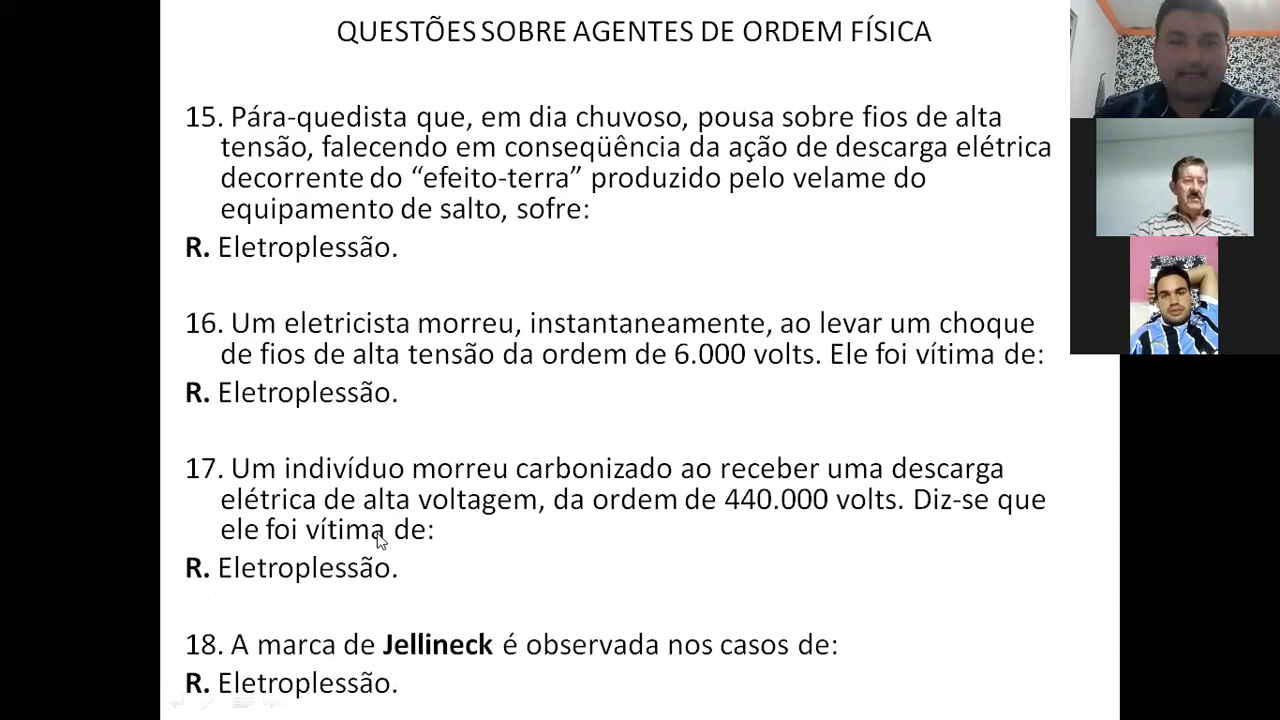 QUESTÕES SOBRE AGENTES DE ORDEM FÍSICA
15. Pára-quedista que, em dia chuvoso, pousa sobre fios de alta
tensão, falecendo em conseqüência da ação de descarga elétrica
decorrente do “efeito-terra” produzido pelo velame do
equipamento de salto, sofre:
R. Eletroplessão.
16. Um eletricista morreu, instantaneamente, ao levar um choque
de fios de alta tensão da ordem de 6.000 volts. Ele foi vítima de:
R. Eletroplessão.
17. Um indivíduo morreu carbonizado ao receber uma descarga
elétrica de alta voltagem, da ordem de 440.000 volts. Diz-se que
ele foi vítima de:
R. Eletroplessão.
18. A marca de Jellineck é observada nos casos de:
R. Eletroplessão.